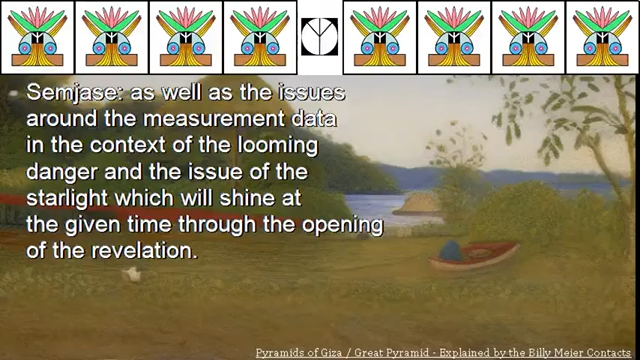 Semjase: as well as the issues
around the measurement data
in the context of the looming
danger and the issue of the
starlight which will shine at
the given time through the opening
of the revelation.
Pyramids of Giza / Great Pyramid - Explained by the Billy Meier Contacts